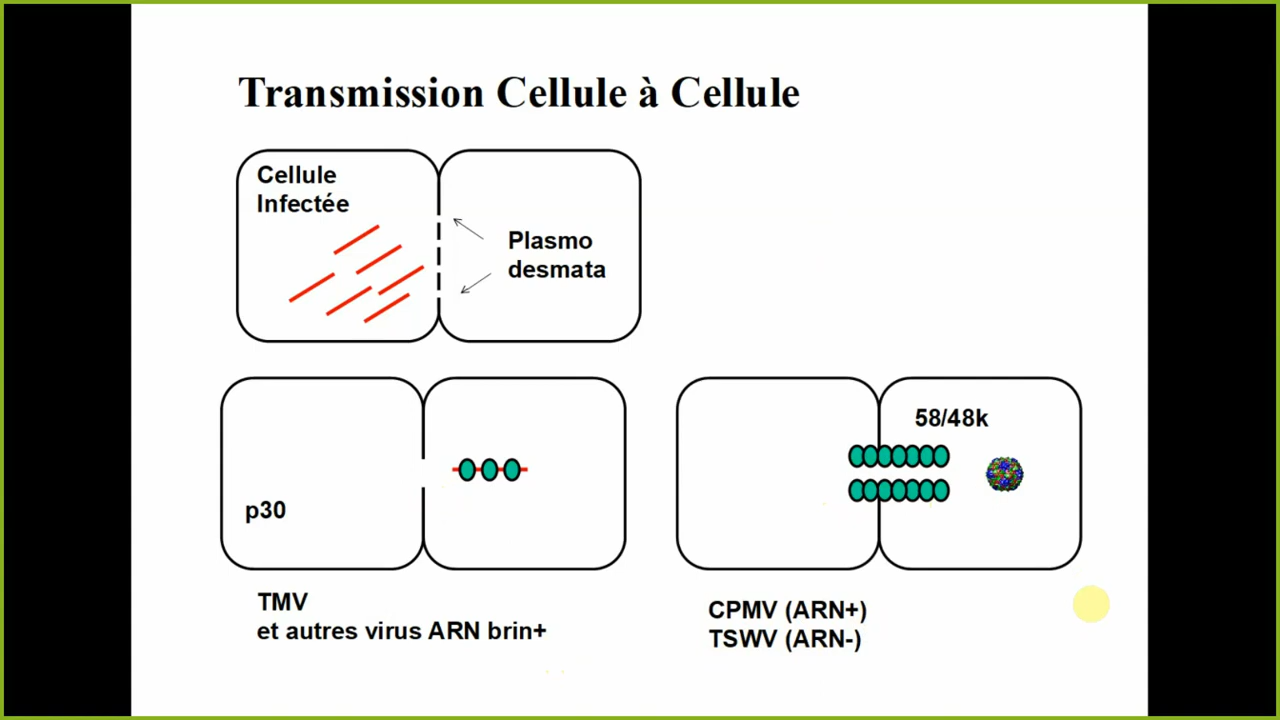 Transmission Cellule à Cellule
Cellule
Infectée
Plasmo
desmata
p30
58/48k
TMV
et autres virus ARN brin+
CPMV (ARN+)
TSWV (ARN-)